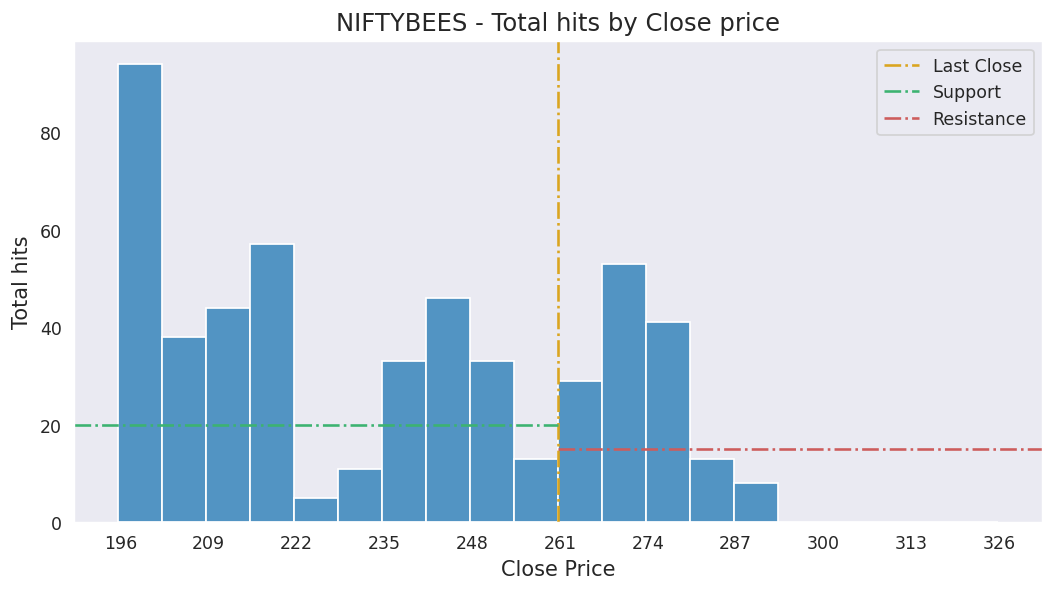 NIFTYBEES - Total hits by Close price
Last Close
Support
Resistance
Total hits
80
60
40
20
0
196 209 222 235 248 261 274 287 300 313 326
Close Price